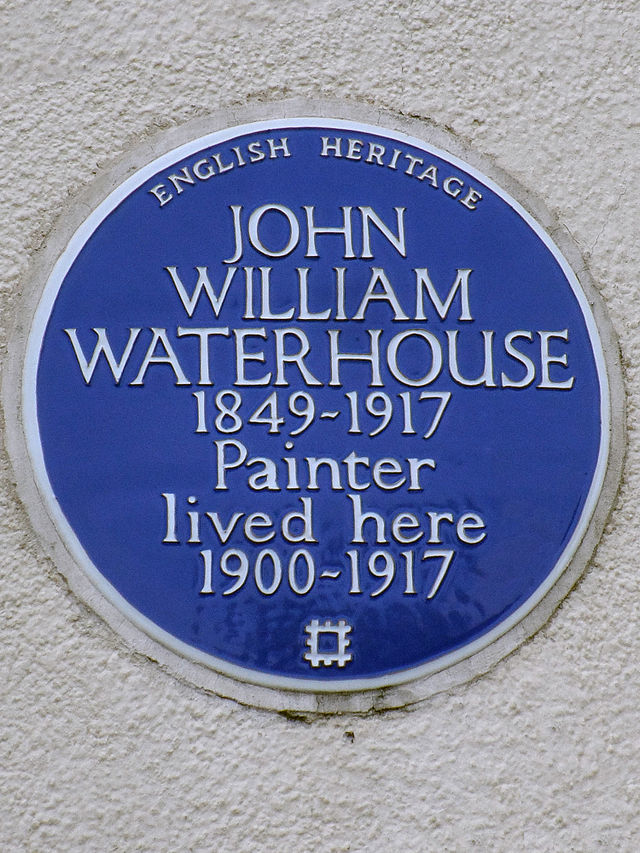 ENGLISH HERITAGE
JOHN
WILLIAM
WATERHOUSE
1849~1917
Painter
lived here
1900~1917